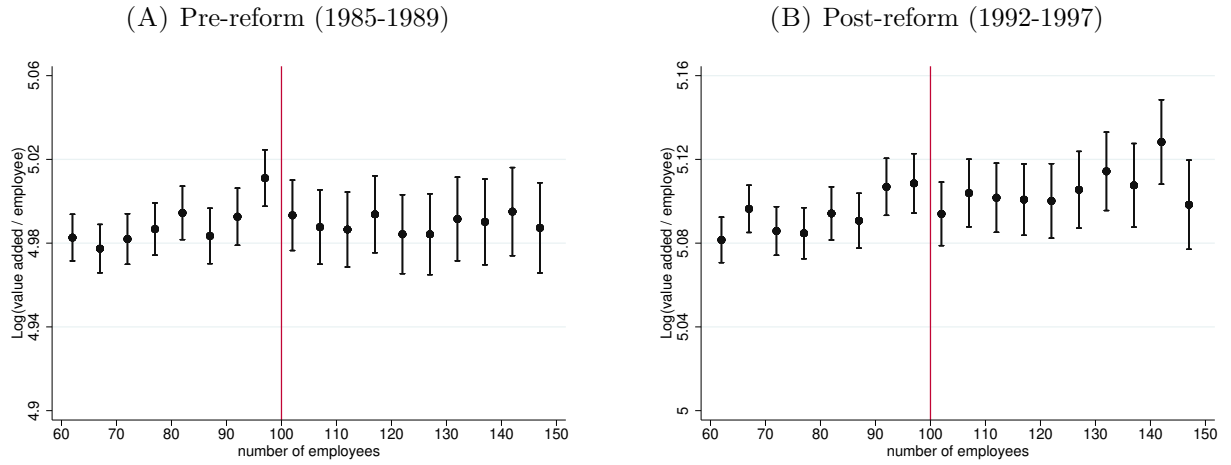 (A) Pre-reform (1985-1989)
Log(value added / employee)
5.06
5.02
4.98
4.94
4.9
60 70 80 90 100 110 120 130 140 150
number of employees
(B) Post-reform (1992-1997)
Log(value added / employee)
5.16
5.12
5.08
5.04
5
60 70 80 90 100 110 120 130 140 150
number of employees